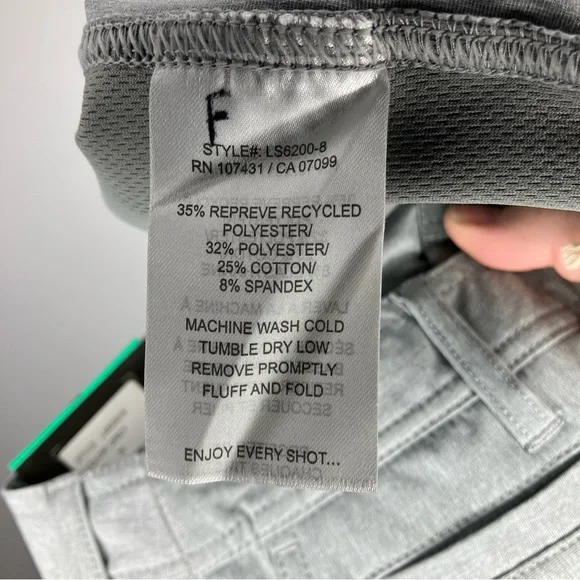 F
STYLE#: LS6200-8
RN 107431 / CA 07099
35% REPREVE RECYCLED
POLYESTER/
32% POLYESTER/
25% COTTON/
8% SPANDEX
MACHINE WASH COLD
TUMBLE DRY LOW
REMOVE PROMPTLY
FLUFF AND FOLD
ENJOY EVERY SHOT...